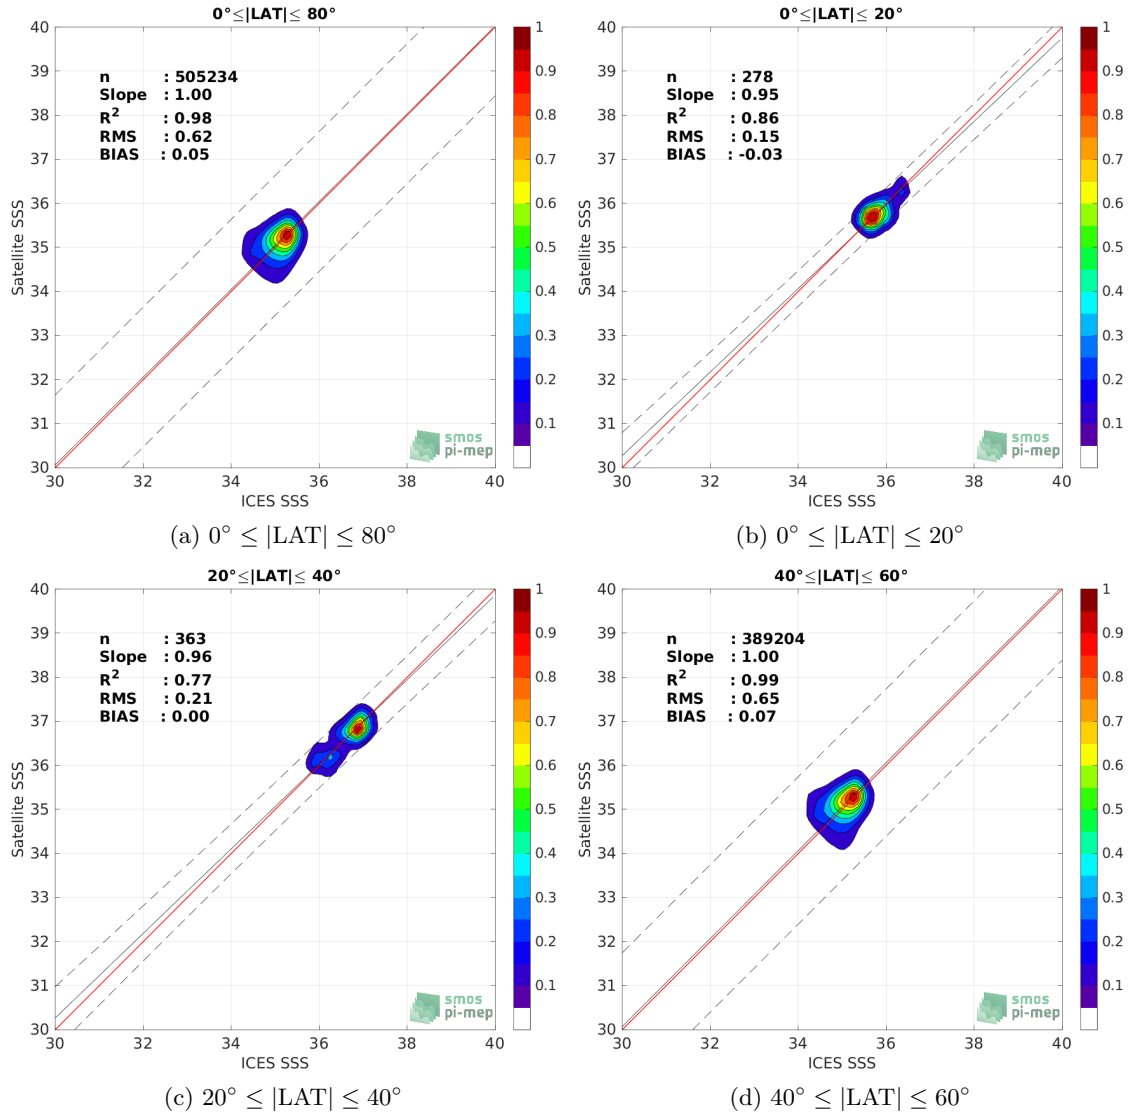 0°≤|LAT|≤ 80°
n : 505234
Slope : 1.00
R² : 0.98
RMS : 0.62
BIAS : 0.05
40
39
38
37
36
35
34
33
32
31
30
Satellite SSS
30 32 34 36 38 40
ICES SSS
1
0.9
0.8
0.7
0.6
0.5
0.4
0.3
0.2
0.1
smos
pi-mep
(a) 0° ≤ |LAT| ≤ 80°
0°≤|LAT|≤ 20°
n : 278
Slope : 0.95
R² : 0.86
RMS : 0.15
BIAS : -0.03
40
39
38
37
36
35
34
33
32
31
30
Satellite SSS
30 32 34 36 38 40
ICES SSS
1
0.9
0.8
0.7
0.6
0.5
0.4
0.3
0.2
0.1
smos
pi-mep
(b) 0° ≤ |LAT| ≤ 20°
20°≤|LAT|≤ 40°
n : 363
Slope : 0.96
R² : 0.77
RMS : 0.21
BIAS : 0.00
40
39
38
37
36
35
34
33
32
31
30
Satellite SSS
30 32 34 36 38 40
ICES SSS
1
0.9
0.8
0.7
0.6
0.5
0.4
0.3
0.2
0.1
smos
pi-mep
(c) 20° ≤ |LAT| ≤ 40°
40°≤|LAT|≤ 60°
n : 389204
Slope : 1.00
R² : 0.99
RMS : 0.65
BIAS : 0.07
40
39
38
37
36
35
34
33
32
31
30
Satellite SSS
30 32 34 36 38 40
ICES SSS
1
0.9
0.8
0.7
0.6
0.5
0.4
0.3
0.2
0.1
smos
pi-mep
(d) 40° ≤ |LAT| ≤ 60°